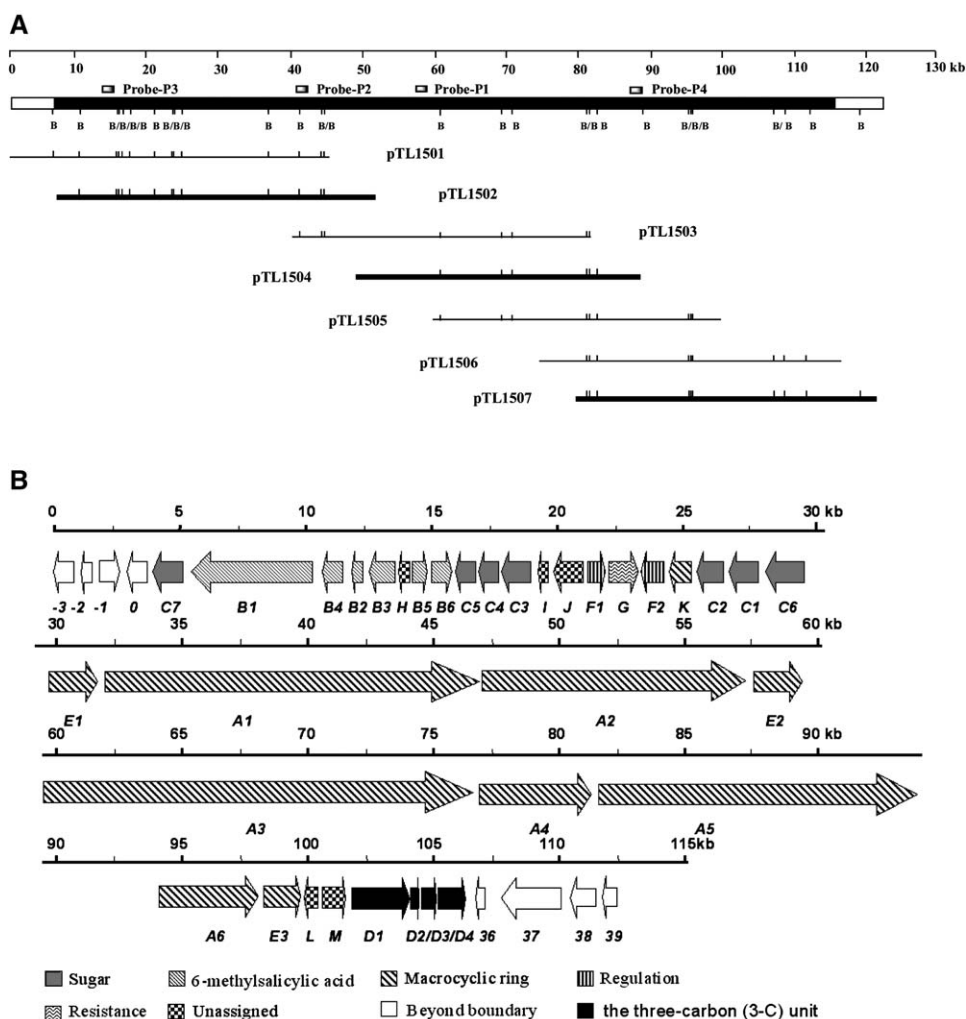 A
0 10 20 30 40 50 60 70 80 90 100 110 120 130 kb
Probe-P3 Probe-P2 Probe-P1 Probe-P4
B B B/B/B/B B B/B/B B B B/B B B B B/B B B B/B/B B/ B B B
pTL1501
pTL1502
pTL1503
pTL1504
pTL1505
pTL1506
pTL1507
B
0 5 10 15 20 25 30 kb
-3 -2 -1 0 C7 B1 B4 B2 B3 H B5 B6 C5 C4 C3 I J F1 G F2 K C2 C1 C6
30 35 40 45 50 55 60 kb
E1 A1 A2 E2
60 65 70 75 80 85 90 kb
A3 A4 A5
90 95 100 105 110 115kb
A6 E3 L M D1 D2/D3/D4 36 37 38 39
Sugar 6-methylsalicylic acid Macrocyclic ring Regulation
Resistance Unassigned Beyond boundary the three-carbon (3-C) unit